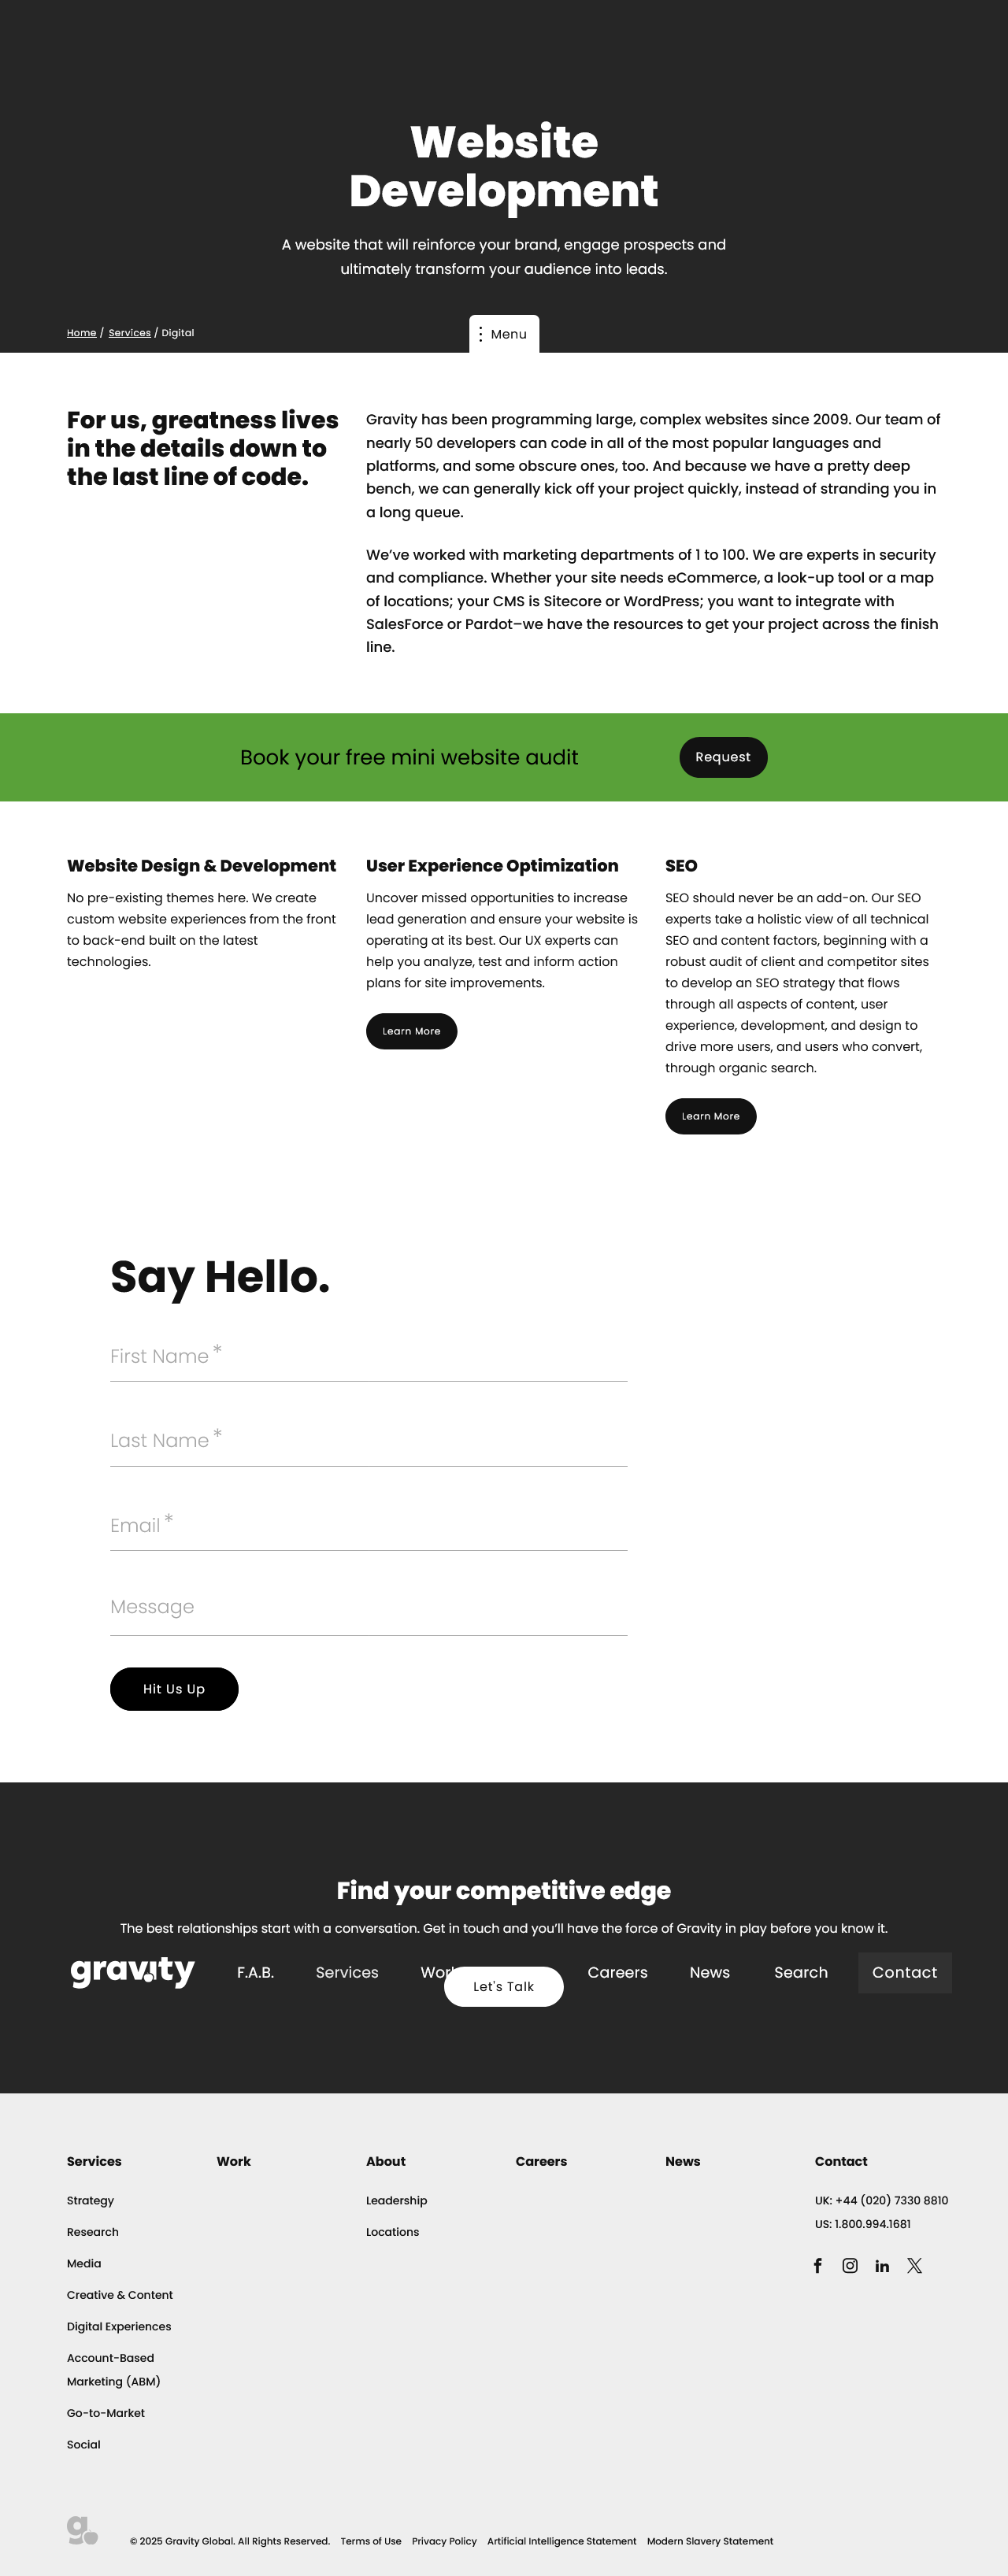 Website
Development
A website that will reinforce your brand, engage prospects and
ultimately transform your audience into leads.
Home / Services / Digital
Menu
For us, greatness lives
in the details down to
the last line of code.
Gravity has been programming large, complex websites since 2009. Our team of
nearly 50 developers can code in all of the most popular languages and
platforms, and some obscure ones, too. And because we have a pretty deep
bench, we can generally kick off your project quickly, instead of stranding you in
a long queue.
We’ve worked with marketing departments of 1 to 100. We are experts in security
and compliance. Whether your site needs eCommerce, a look-up tool or a map
of locations; your CMS is Sitecore or WordPress; you want to integrate with
SalesForce or Pardot–we have the resources to get your project across the finish
line.
Book your free mini website audit
Request
Website Design & Development
No pre-existing themes here. We create
custom website experiences from the front
to back-end built on the latest
technologies.
User Experience Optimization
Uncover missed opportunities to increase
lead generation and ensure your website is
operating at its best. Our UX experts can
help you analyze, test and inform action
plans for site improvements.
Learn More
SEO
SEO should never be an add-on. Our SEO
experts take a holistic view of all technical
SEO and content factors, beginning with a
robust audit of client and competitor sites
to develop an SEO strategy that flows
through all aspects of content, user
experience, development, and design to
drive more users, and users who convert,
through organic search.
Learn More
Say Hello.
First Name *
Last Name *
Email *
Message
Hit Us Up
Find your competitive edge
The best relationships start with a conversation. Get in touch and you’ll have the force of Gravity in play before you know it.
gravity F.A.B. Services Careers News Search Contact
Let's Talk
Services
Strategy
Research
Media
Creative & Content
Digital Experiences
Account-Based
Marketing (ABM)
Go-to-Market
Social
Work
About
Leadership
Locations
Careers
News
Contact
UK: +44 (020) 7330 8810
US: 1.800.994.1681
© 2025 Gravity Global. All Rights Reserved. Terms of Use Privacy Policy Artificial Intelligence Statement Modern Slavery Statement